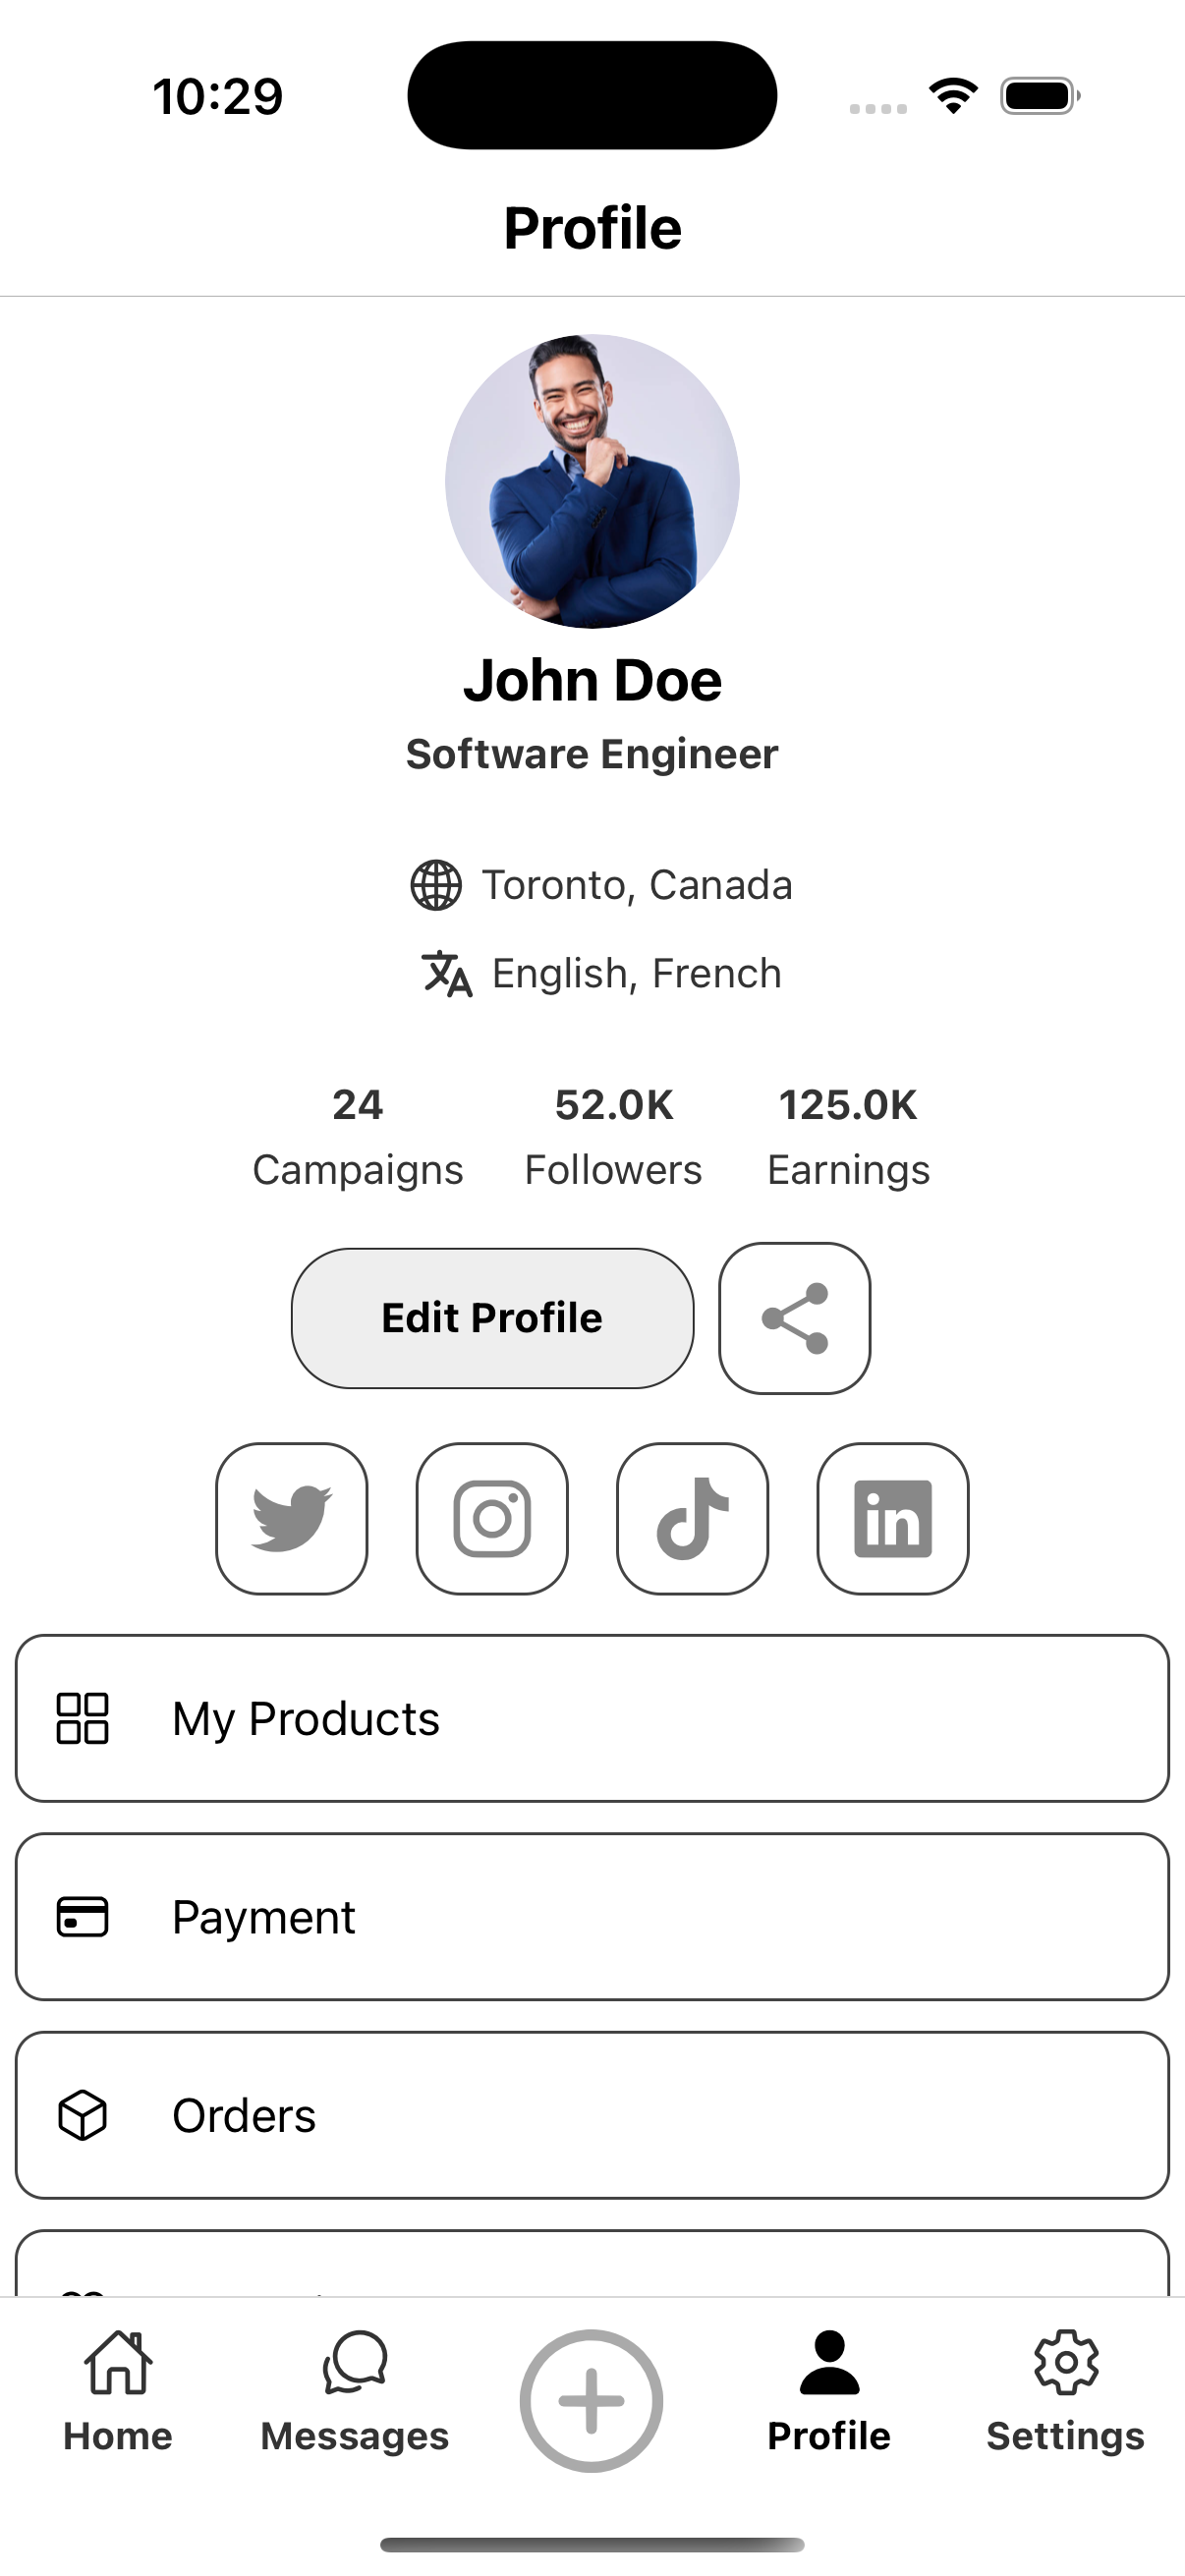 10:29
Profile
John Doe
Software Engineer
Toronto, Canada
English, French
24 52.0K 125.0K
Campaigns Followers Earnings
Edit Profile
My Products
Payment
Orders
Home Messages Profile Settings